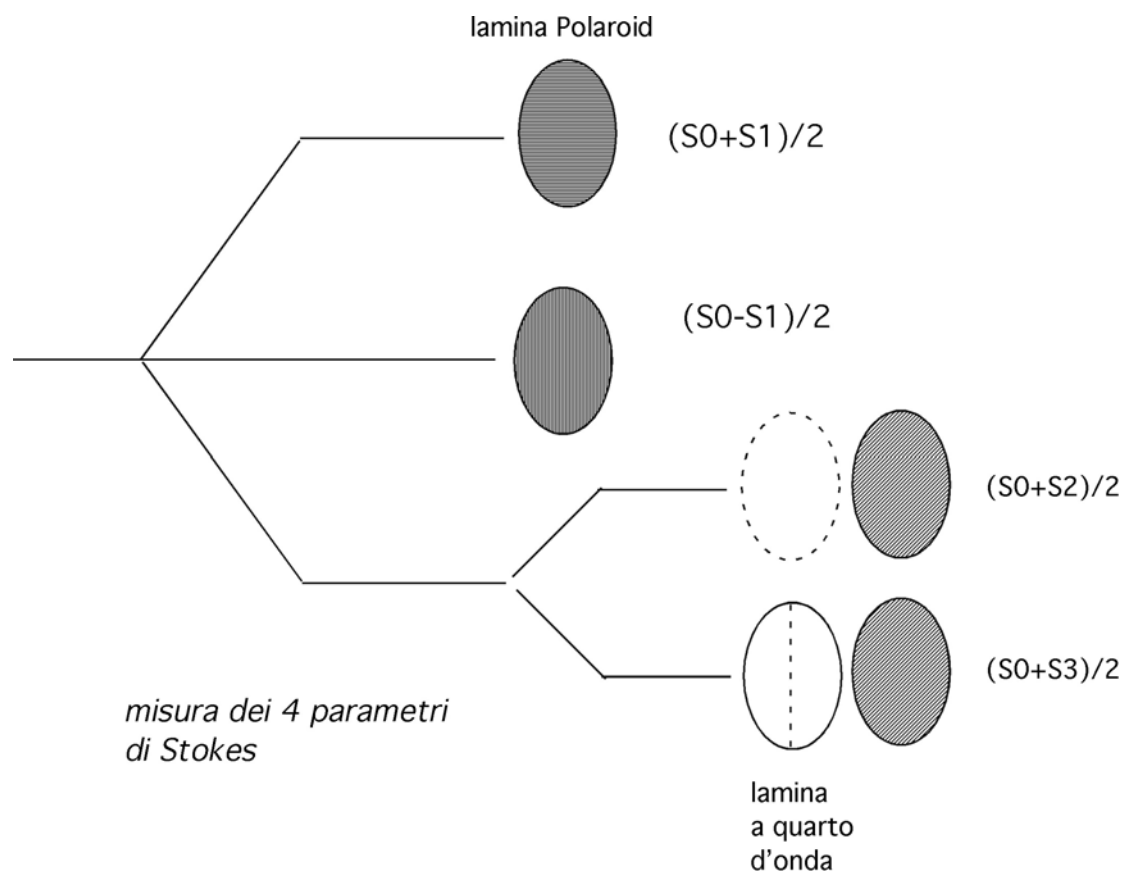 lamina Polaroid
(S0+S1)/2
(S0-S1)/2
(S0+S2)/2
(S0+S3)/2
misura dei 4 parametri
di Stokes
lamina
a quarto
d'onda